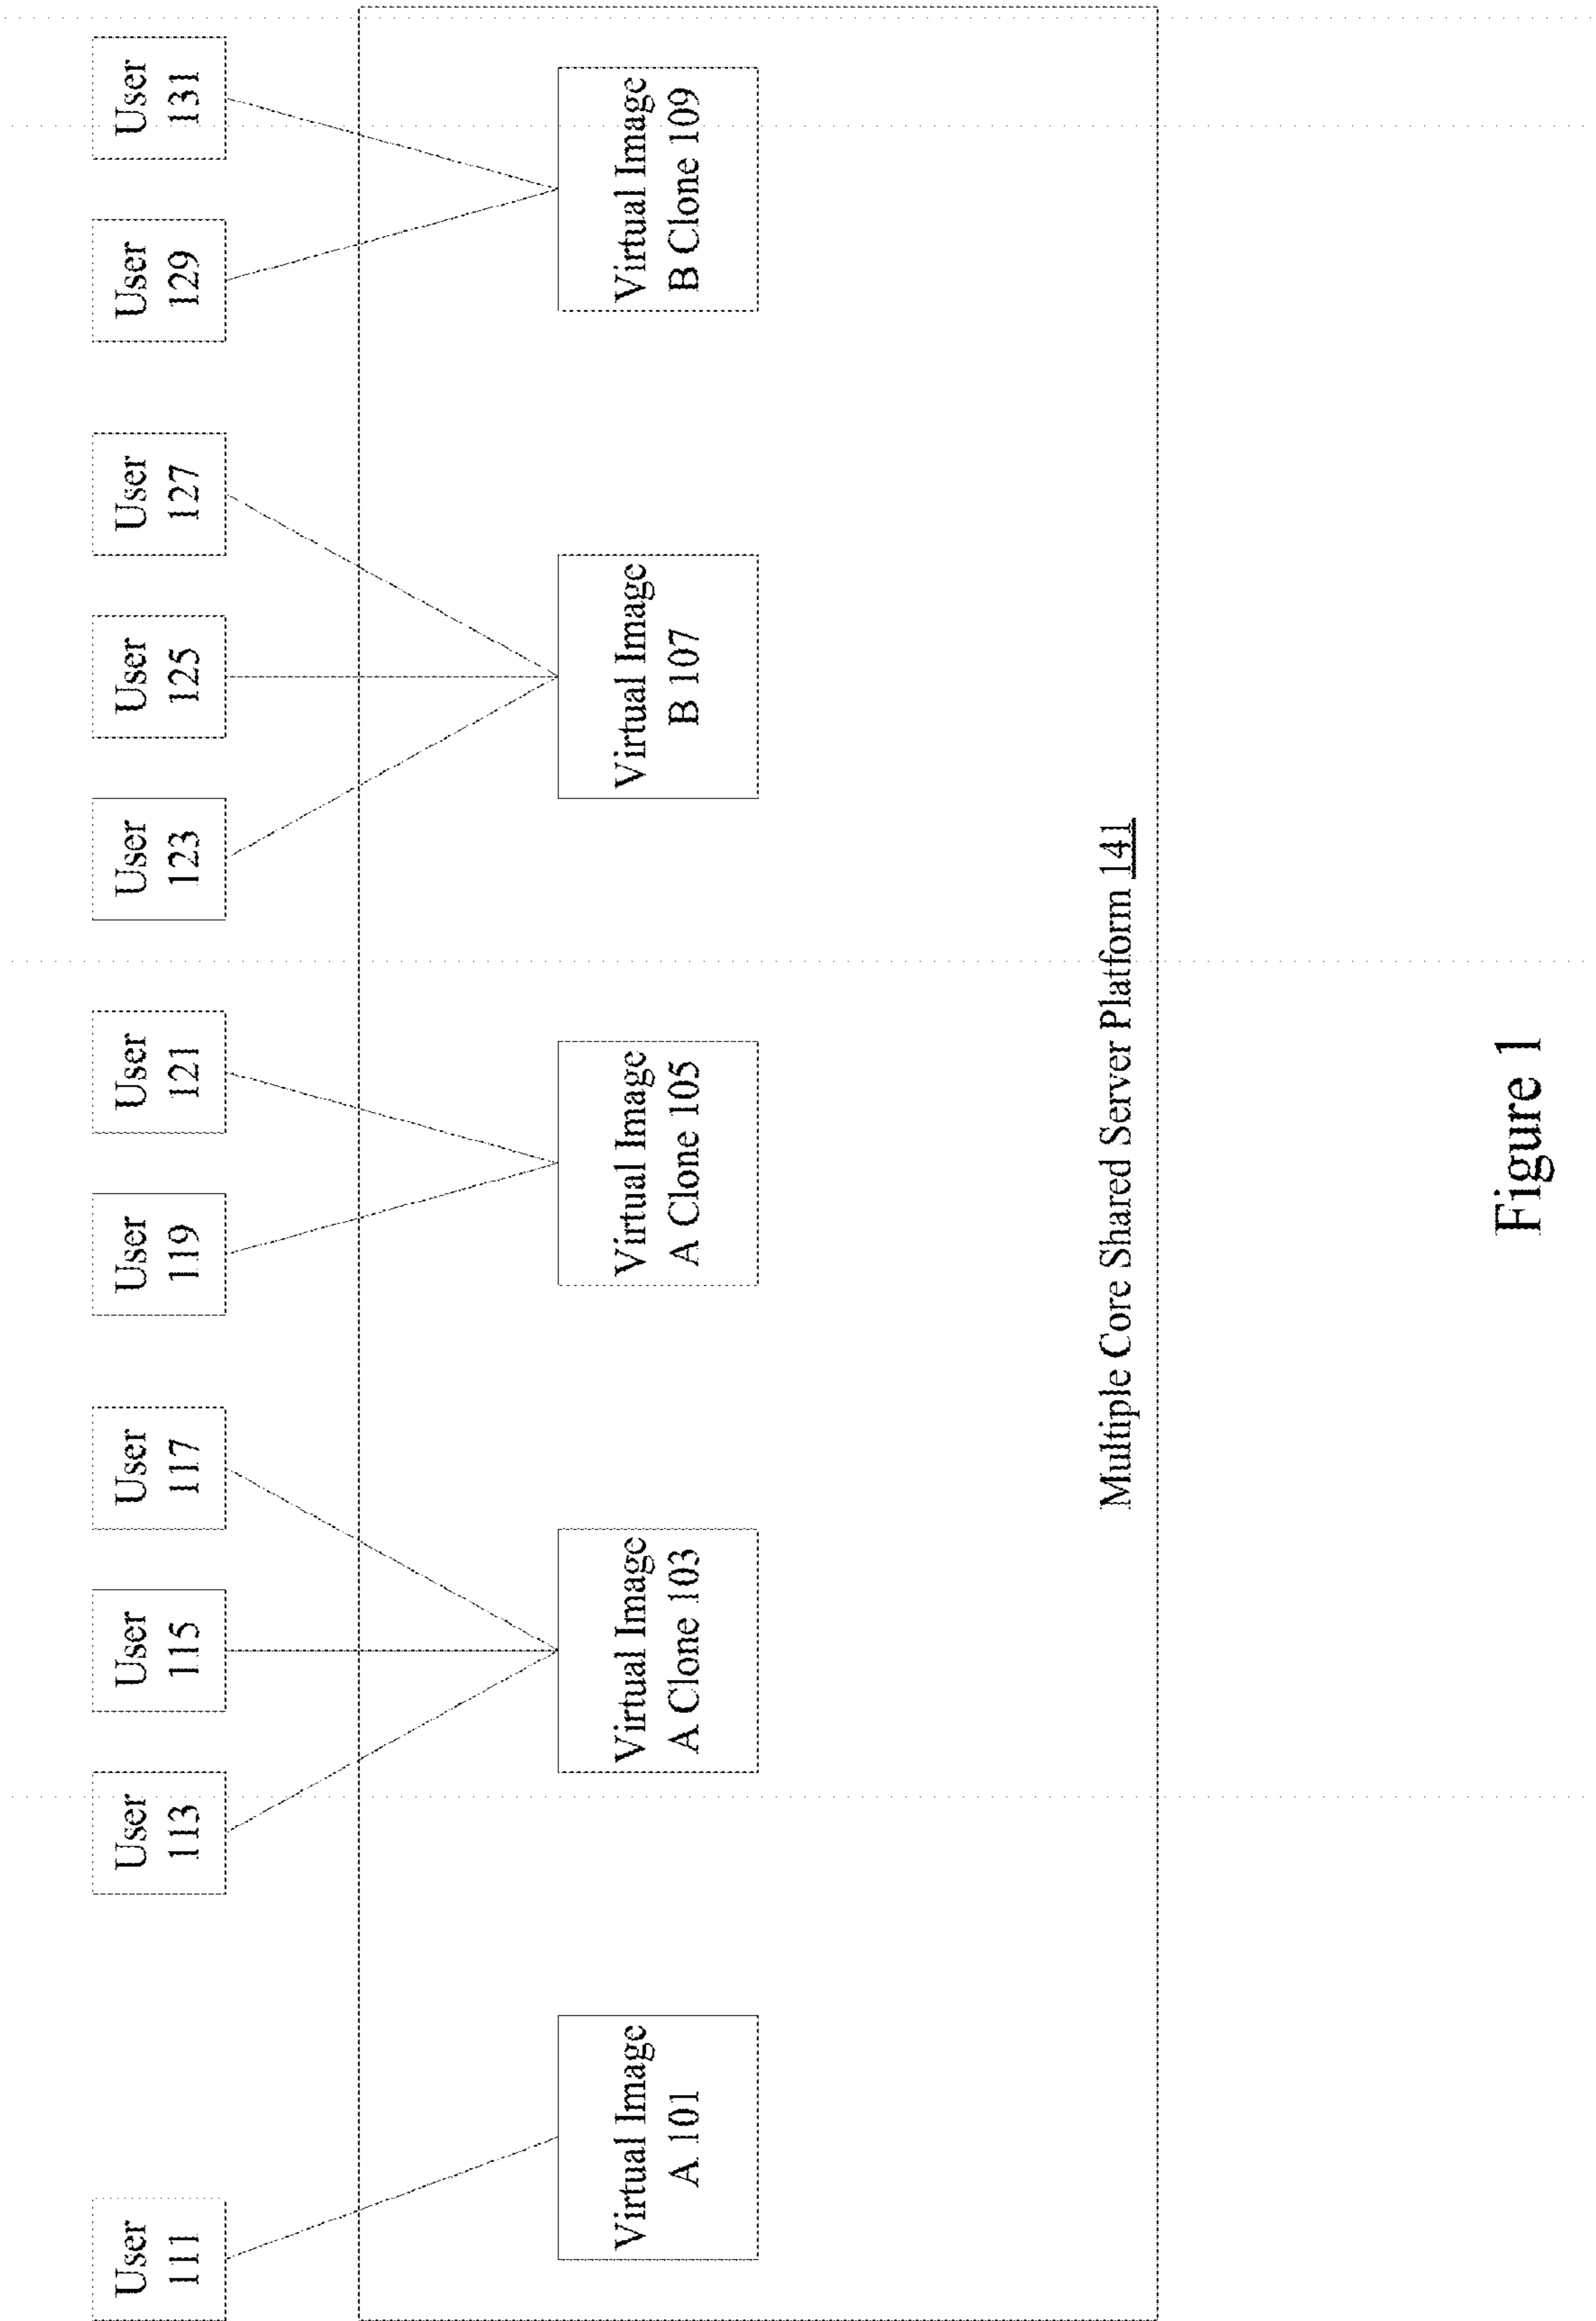 User
111
User
113
User
115
User
117
User
119
User
121
User
123
User
125
User
127
User
129
User
131
Virtual Image
A 101
Virtual Image
A Clone 103
Virtual Image
A Clone 105
Virtual Image
B 107
Virtual Image
B Clone 109
Multiple Core Shared Server Platform 141
Figure 1